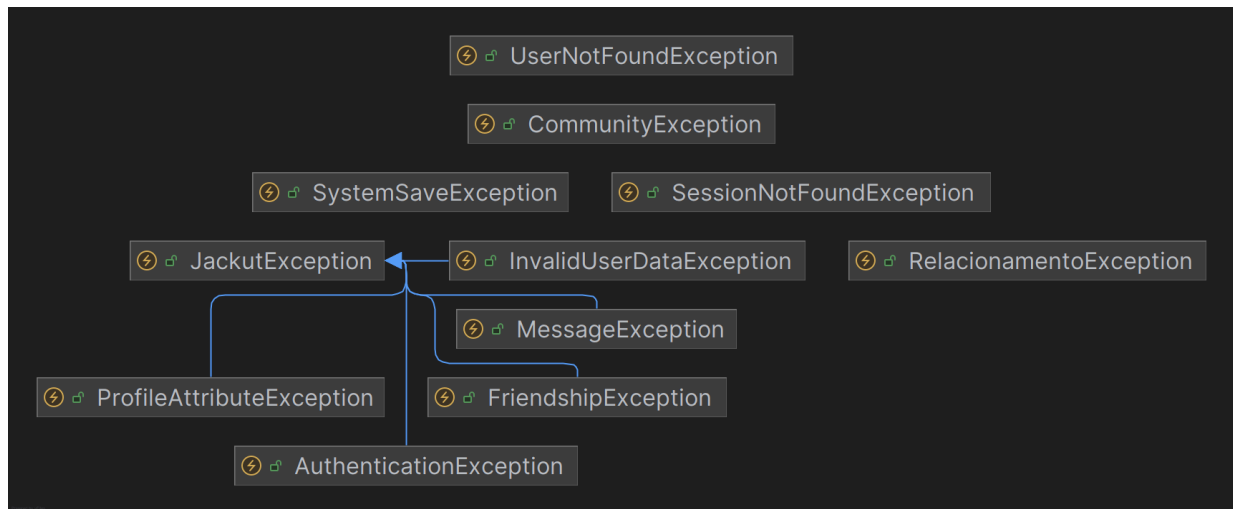 UserNotFoundException
CommunityException
SystemSaveException
SessionNotFoundException
JackutException
InvalidUserDataException
RelacionamentoException
MessageException
ProfileAttributeException
FriendshipException
AuthenticationException